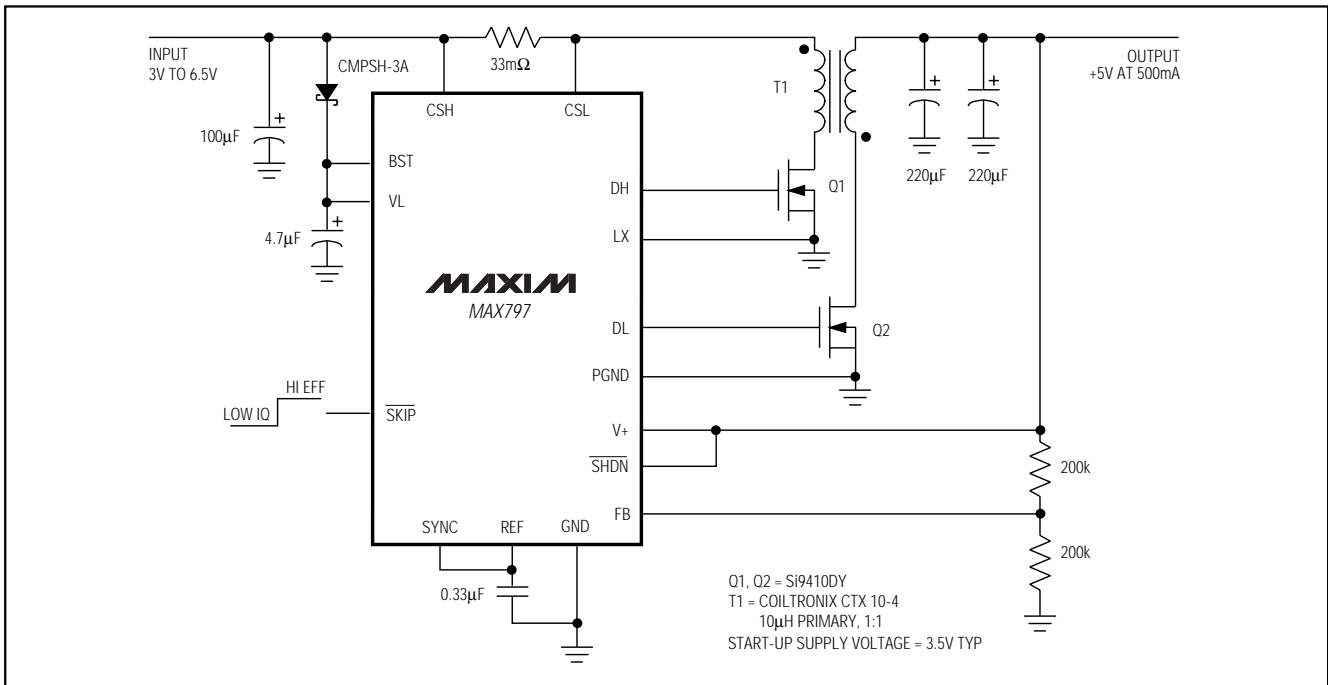 INPUT
3V TO 6.5V
CMPSH-3A
33mΩ
T1
OUTPUT
+5V AT 500mA
100µF
+
CSH
CSL
BST
VL
4.7µF
+
DH
Q1
LX
+
220µF
+
220µF
MAXIM
MAX797
DL
Q2
PGND
HI EFF
LOW IQ
SKIP
V+
SHDN
200k
FB
SYNC
REF
GND
200k
0.33µF
Q1, Q2 = Si9410DY
T1 = COILTRONIX CTX 10-4
10µH PRIMARY, 1:1
START-UP SUPPLY VOLTAGE = 3.5V TYP